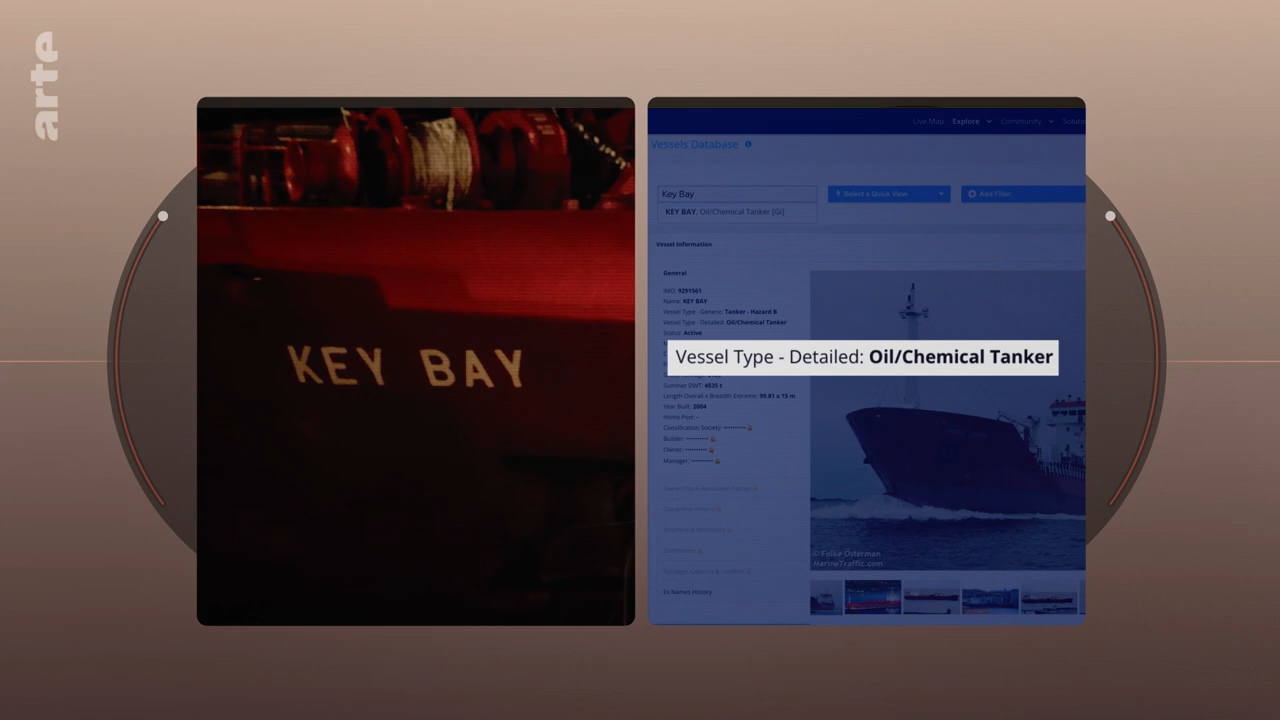 arte
KEY BAY
Live Map Explore Community
Vessels Database
Key Bay
KEY BAY, Oil/Chemical Tanker [GI]
Select a Quick View
Add Filter
Vessel Information
General
IMO: 9291561
Name: KEY BAY
Vessel Type - Generic: Tanker - Hazard B
Vessel Type - Detailed: Oil/Chemical Tanker
Status: Active
Vessel Type - Detailed: Oil/Chemical Tanker
Summer DWT: 4535 t
Length Overall x Breadth Extreme: 99.81 x 15 m
Year Built: 2004
Home Port: -
Classification Society: ••••••••••
Builder: ••••••••••
Owner: ••••••••••
Manager: ••••••••••
Ex Names History
© Folke Österman
MarineTraffic.com